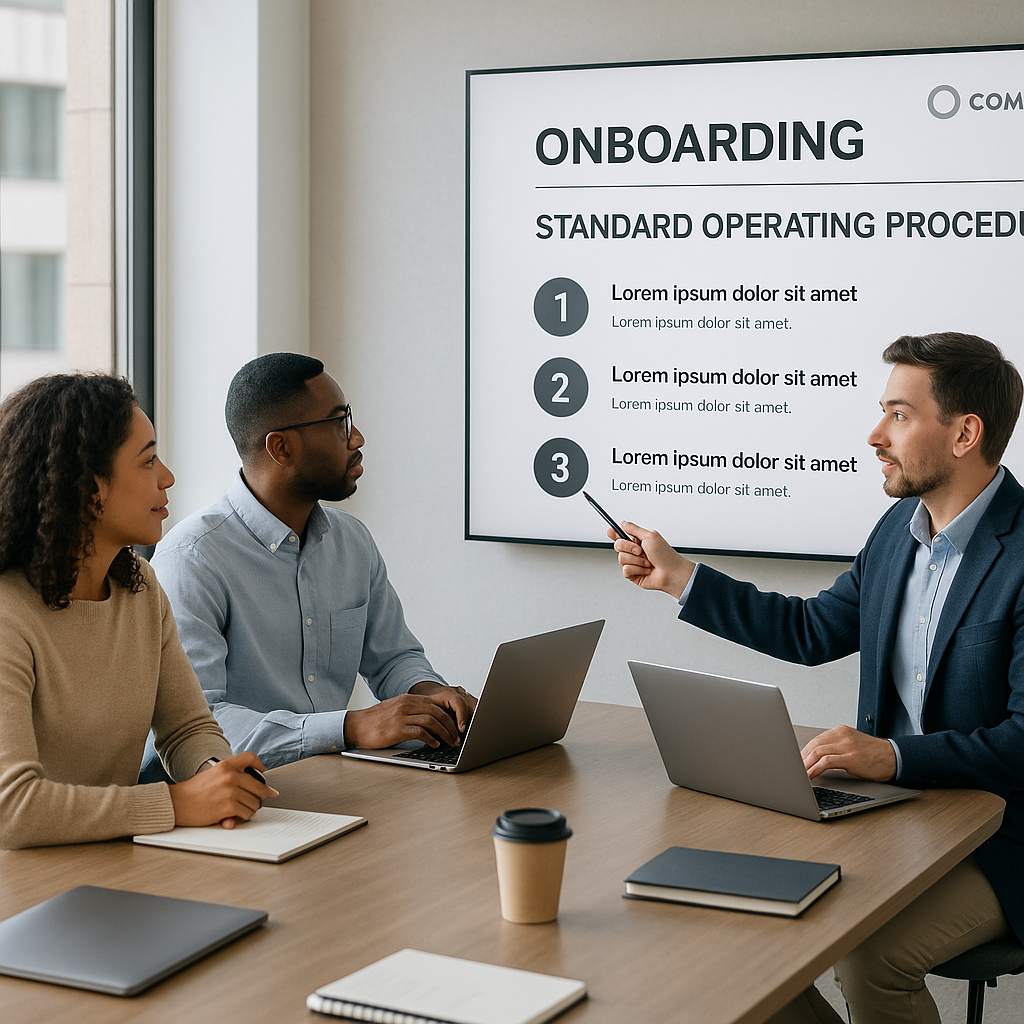 COM
ONBOARDING
STANDARD OPERATING PROCEDU
1 Lorem ipsum dolor sit amet
Lorem ipsum dolor sit amet.
2 Lorem ipsum dolor sit amet
Lorem ipsum dolor sit amet.
3 Lorem ipsum dolor sit amet
Lorem ipsum dolor sit amet.